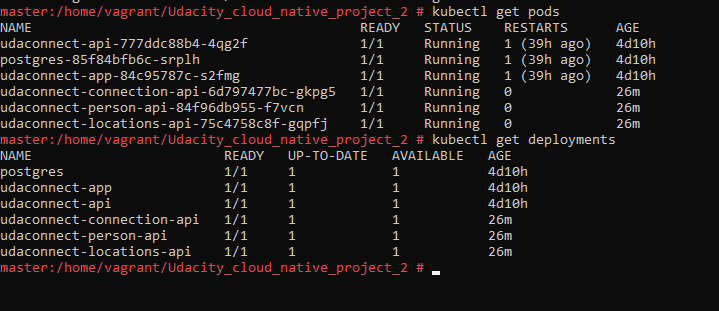 master:/home/vagrant/Udacity_cloud_native_project_2 # kubectl get pods
NAME READY STATUS RESTARTS AGE
udaconnect-api-777ddc88b4-4qg2f 1/1 Running 1 (39h ago) 4d10h
postgres-85f84bfb6c-srplh 1/1 Running 1 (39h ago) 4d10h
udaconnect-app-84c95787c-s2fmg 1/1 Running 1 (39h ago) 4d10h
udaconnect-connection-api-6d797477bc-gkpg5 1/1 Running 0 26m
udaconnect-person-api-84f96db955-f7vcn 1/1 Running 0 26m
udaconnect-locations-api-75c4758c8f-gqpfj 1/1 Running 0 26m
master:/home/vagrant/Udacity_cloud_native_project_2 # kubectl get deployments
NAME READY UP-TO-DATE AVAILABLE AGE
postgres 1/1 1 1 4d10h
udaconnect-app 1/1 1 1 4d10h
udaconnect-api 1/1 1 1 4d10h
udaconnect-connection-api 1/1 1 1 26m
udaconnect-person-api 1/1 1 1 26m
udaconnect-locations-api 1/1 1 1 26m
master:/home/vagrant/Udacity_cloud_native_project_2 #